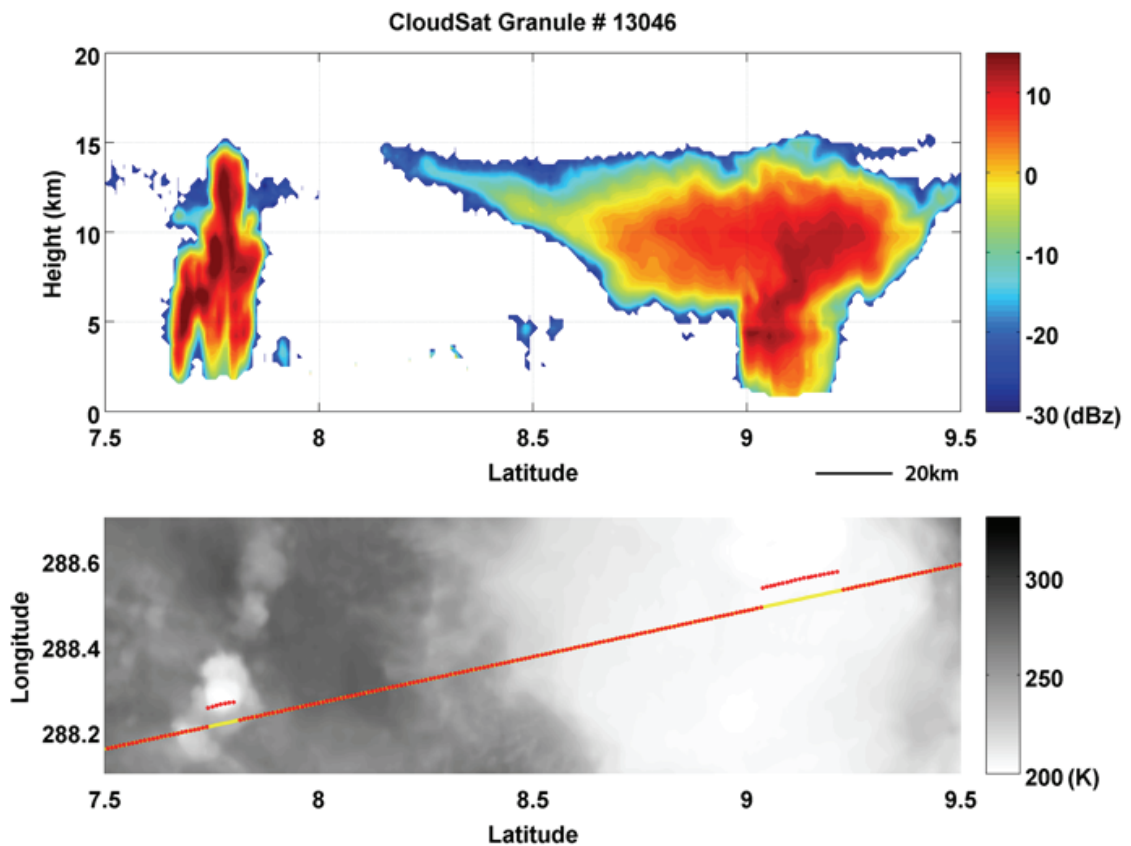 CloudSat Granule # 13046
20
15
10
5
0
Height (km)
7.5 8 8.5 9 9.5
Latitude
10
0
-10
-20
-30 (dBz)
20km
288.6
288.4
288.2
Longitude
7.5 8 8.5 9 9.5
Latitude
300
250
200 (K)